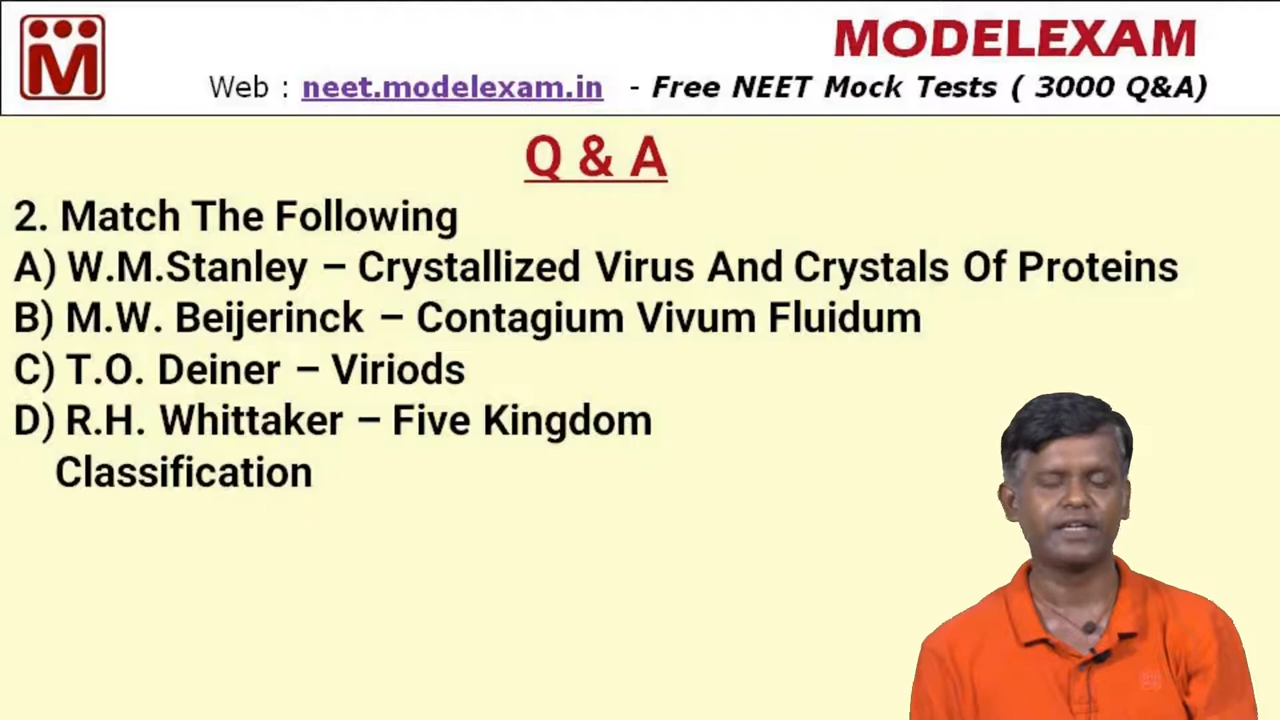 M
MODELEXAM
Web : neet.modelexam.in - Free NEET Mock Tests ( 3000 Q&A)
Q & A
2. Match The Following
A) W.M.Stanley – Crystallized Virus And Crystals Of Proteins
B) M.W. Beijerinck – Contagium Vivum Fluidum
C) T.O. Deiner – Viriods
D) R.H. Whittaker – Five Kingdom
Classification